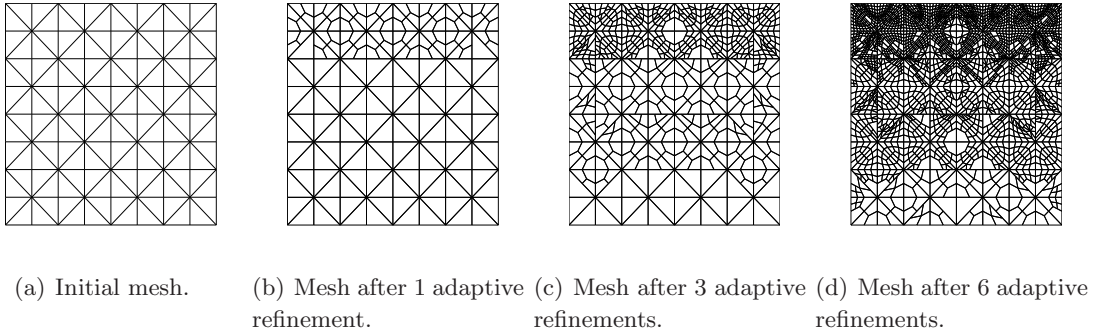 (a) Initial mesh.
(b) Mesh after 1 adaptive refinement.
(c) Mesh after 3 adaptive refinements.
(d) Mesh after 6 adaptive refinements.